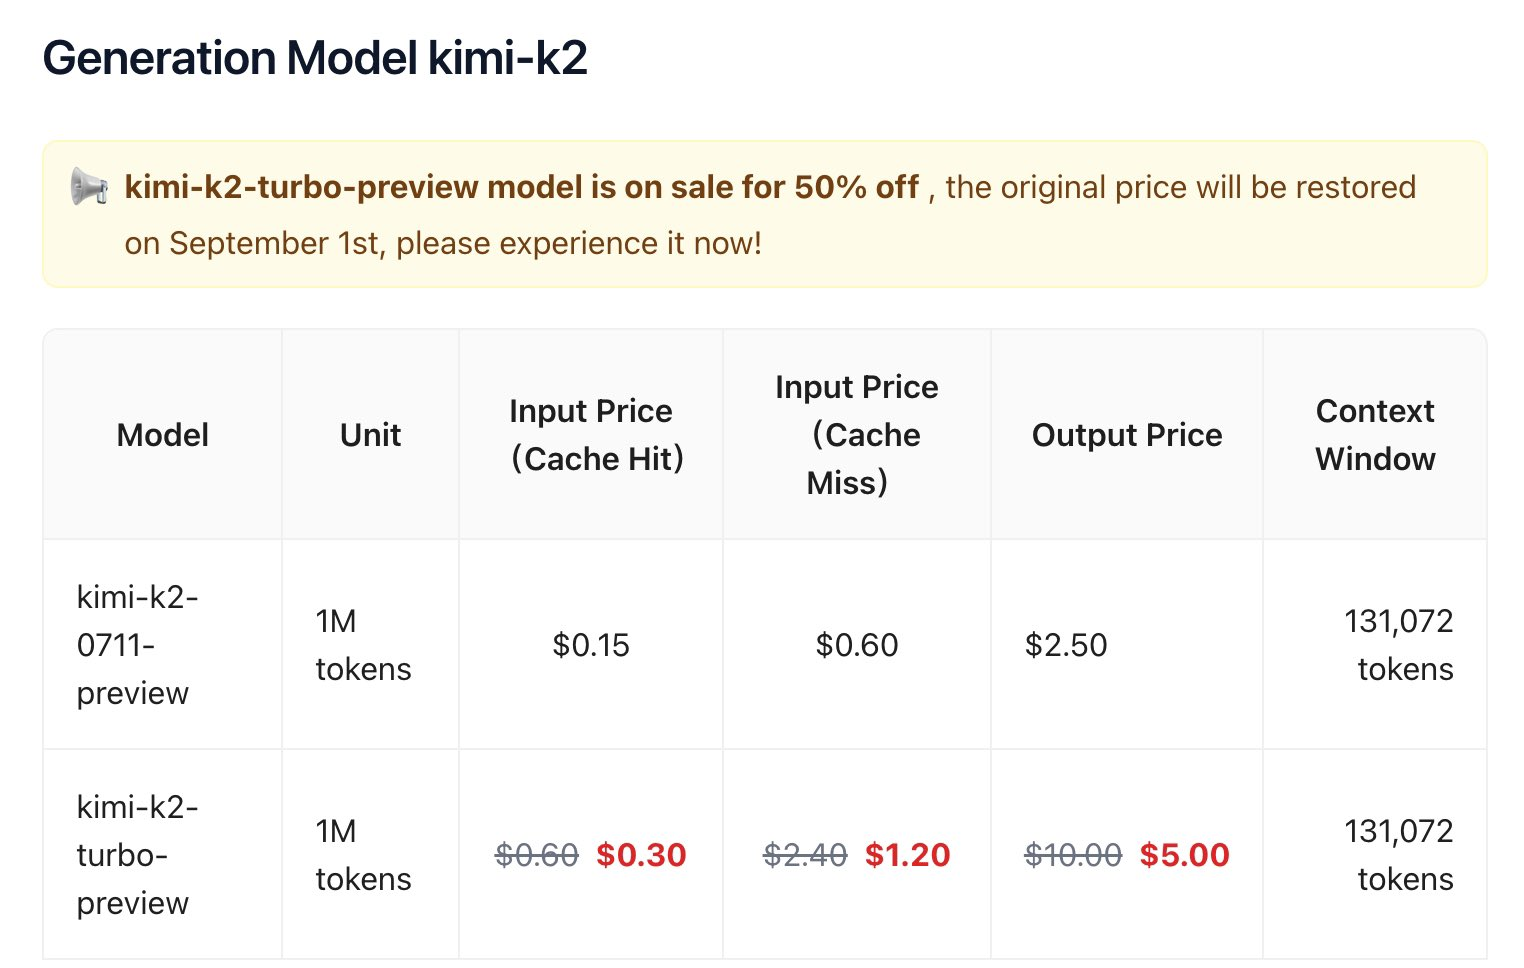 Generation Model kimi-k2
kimi-k2-turbo-preview model is on sale for 50% off , the original price will be restored
on September 1st, please experience it now!
Model
Unit
Input Price
（Cache Hit）
Input Price
（Cache
Miss）
Output Price
Context
Window
kimi-k2-
0711-
preview
1M
tokens
$0.15
$0.60
$2.50
131,072
tokens
kimi-k2-
turbo-
preview
1M
tokens
$0.60 $0.30
$2.40 $1.20
$10.00 $5.00
131,072
tokens